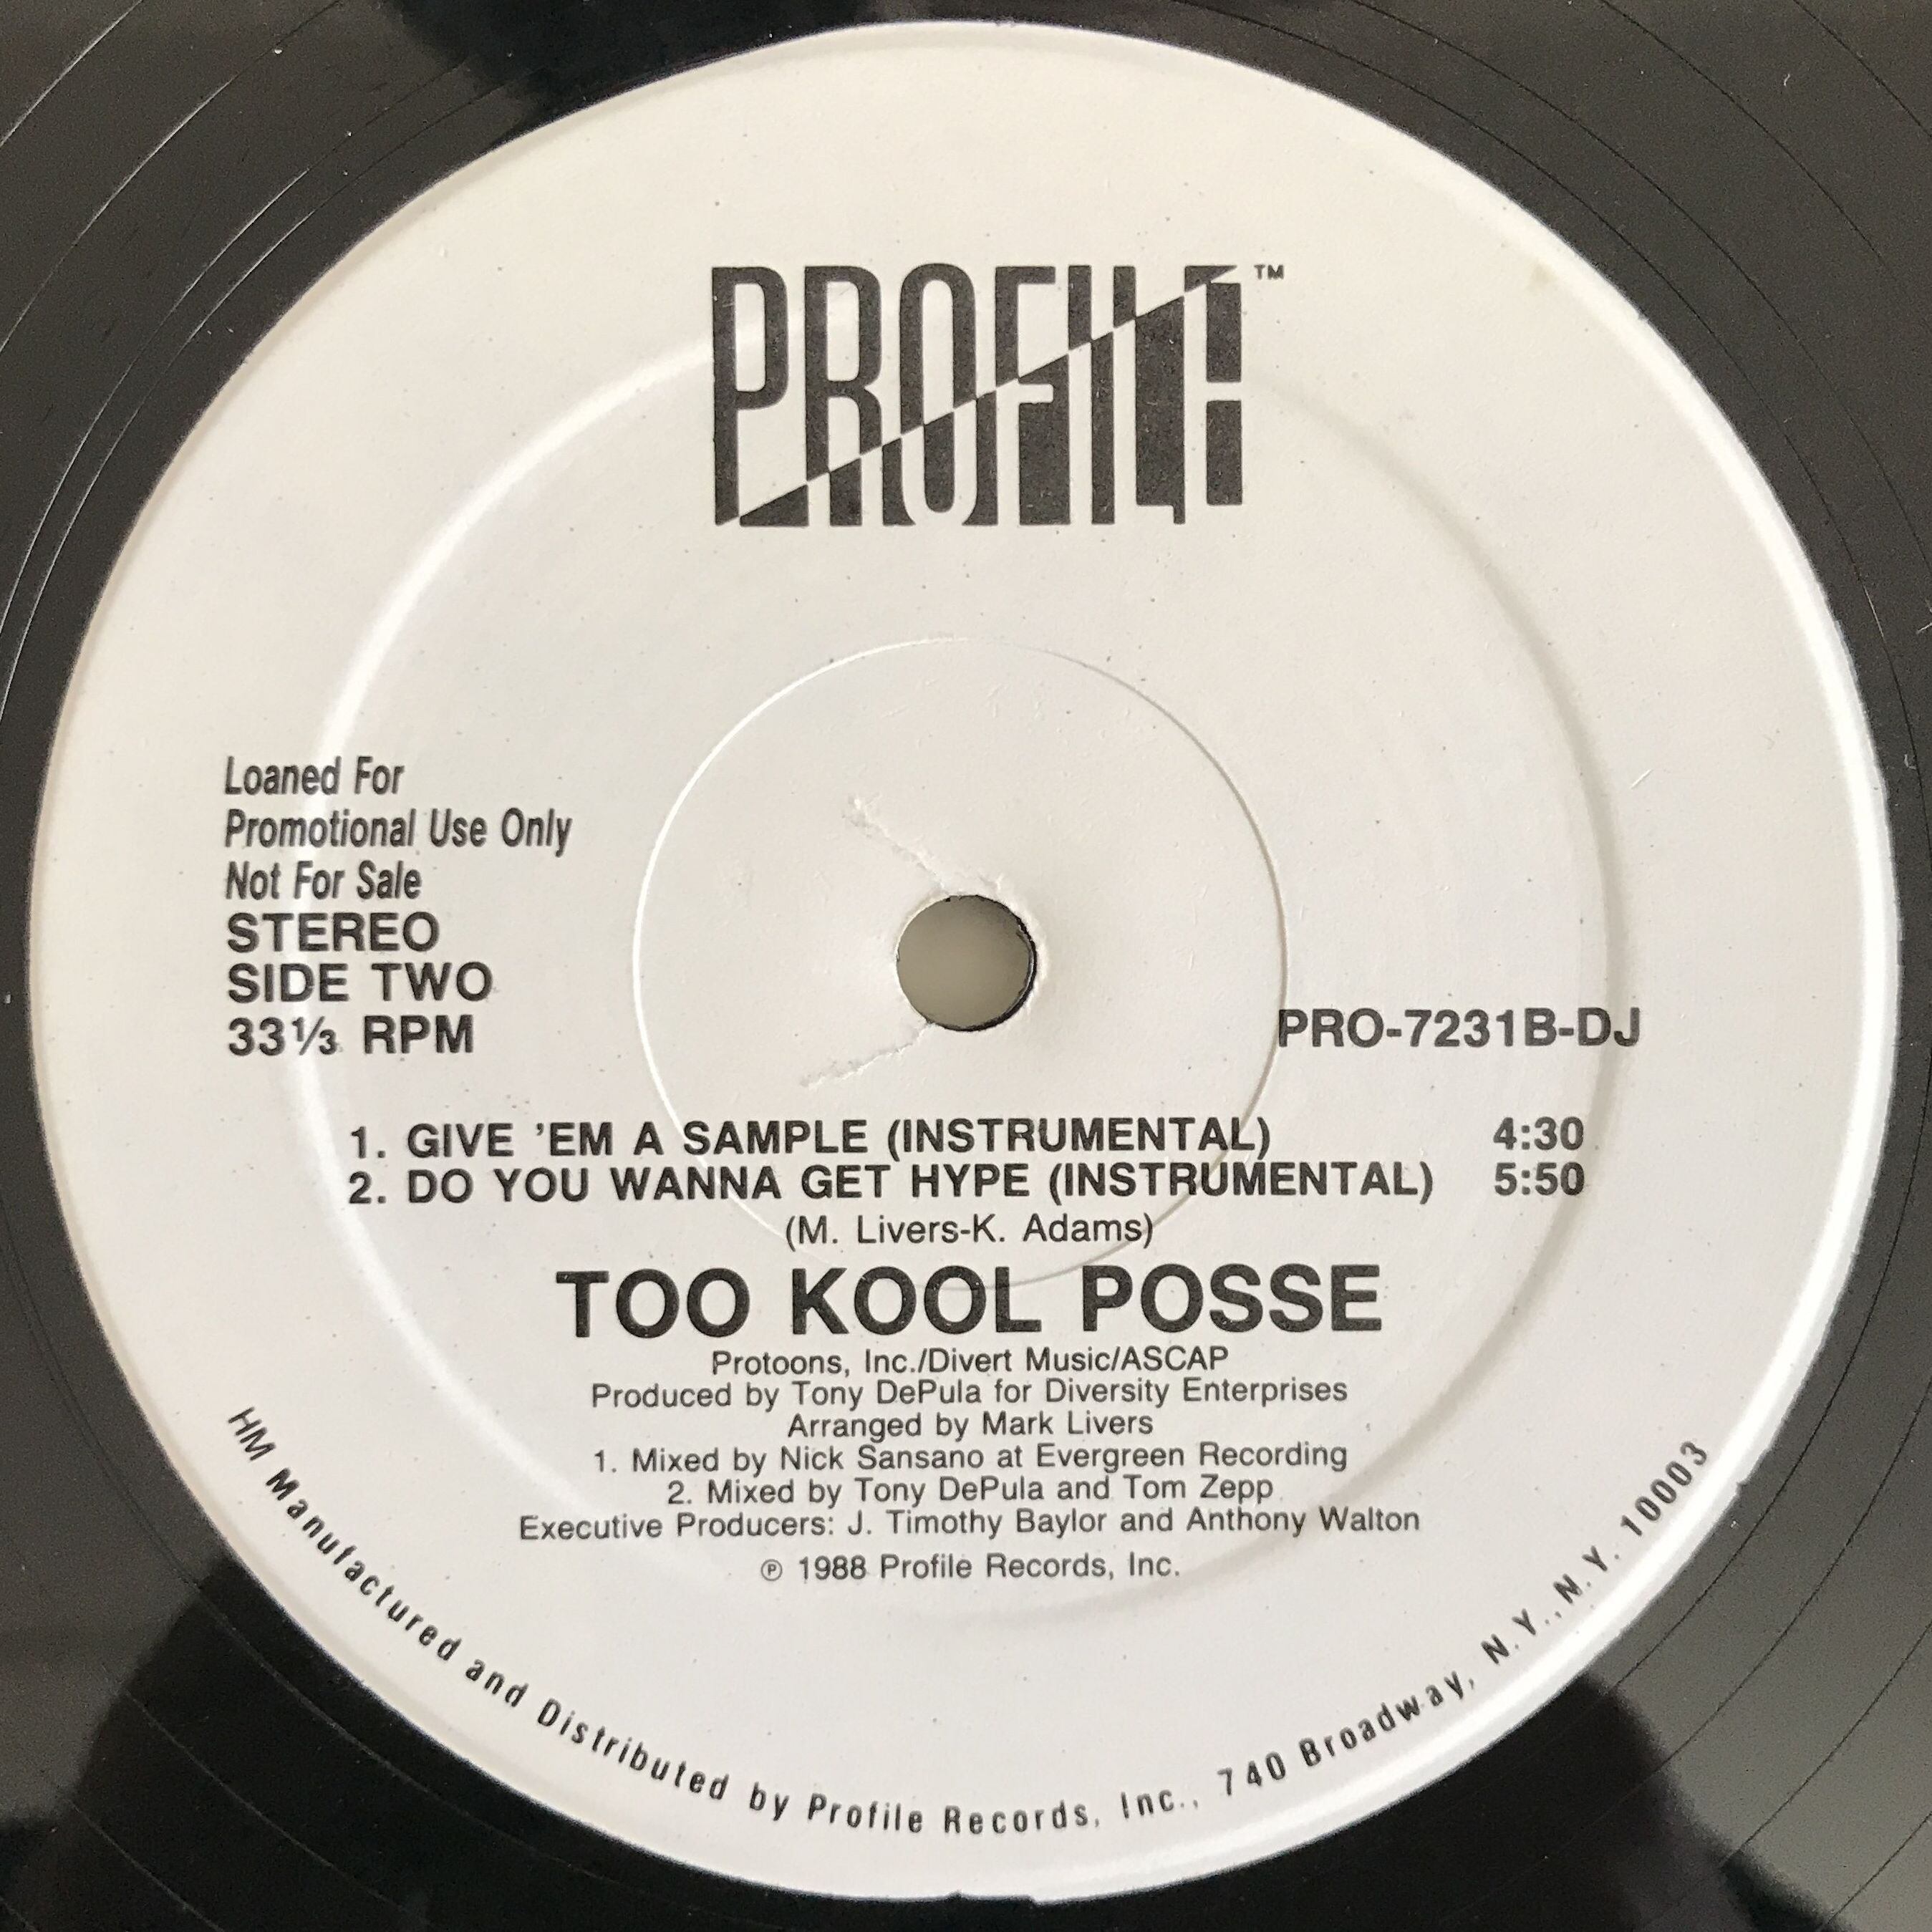 PROFILE™
Loaned For
Promotional Use Only
Not For Sale
STEREO
SIDE TWO
33⅓ RPM
PRO-7231B-DJ
1. GIVE 'EM A SAMPLE (INSTRUMENTAL) 4:30
2. DO YOU WANNA GET HYPE (INSTRUMENTAL) 5:50
(M. Livers-K. Adams)
TOO KOOL POSSE
Protoons, Inc./Divert Music/ASCAP
Produced by Tony DePula for Diversity Enterprises
Arranged by Mark Livers
1. Mixed by Nick Sansano at Evergreen Recording
2. Mixed by Tony DePula and Tom Zepp
Executive Producers: J. Timothy Baylor and Anthony Walton
℗ 1988 Profile Records, Inc.
HM Manufactured and Distributed by Profile Records, Inc., 740 Broadway, N.Y., N.Y. 10003